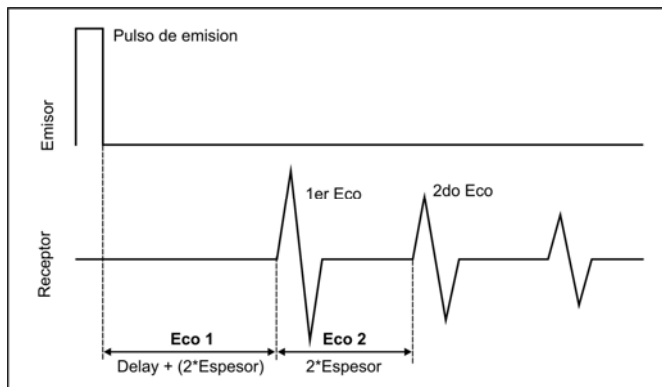 Pulso de emision
Emisor
1er Eco
2do Eco
Receptor
Eco 1
Eco 2
Delay + (2*Espesor)
2*Espesor